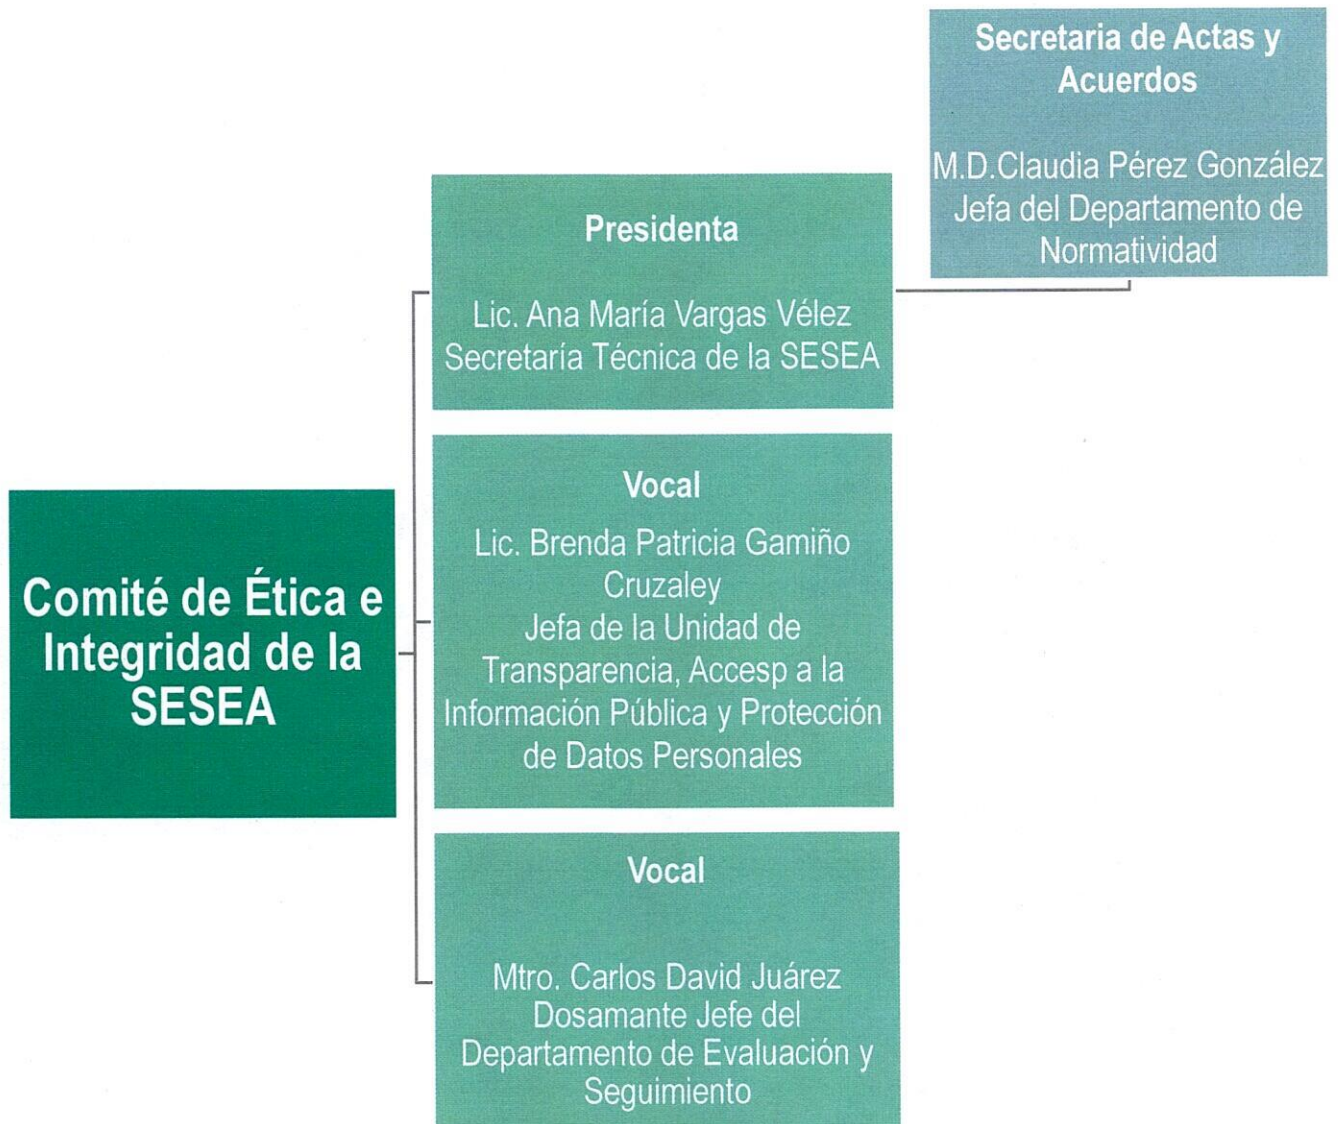 Secretaria de Actas y
Acuerdos
M.D.Claudia Pérez González
Jefa del Departamento de
Normatividad
Presidenta
Lic. Ana María Vargas Vélez
Secretaría Técnica de la SESEA
Vocal
Lic. Brenda Patricia Gamiño
Cruzaley
Jefa de la Unidad de
Transparencia, Accesp a la
Información Pública y Protección
de Datos Personales
Comité de Ética e
Integridad de la
SESEA
Vocal
Mtro. Carlos David Juárez
Dosamante Jefe del
Departamento de Evaluación y
Seguimiento